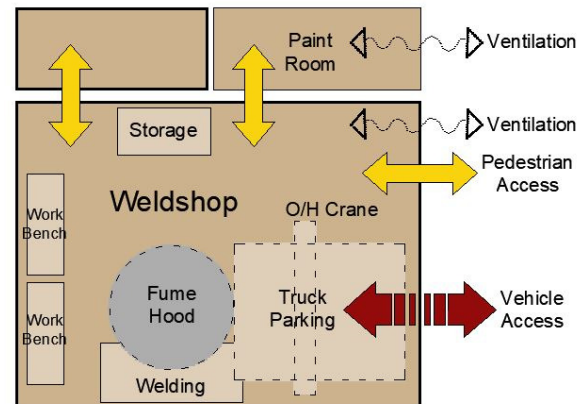 Paint
Room
Ventilation
Storage
Ventilation
Pedestrian
Access
Weldshop
O/H Crane
Work
Bench
Fume
Hood
Truck
Parking
Vehicle
Access
Work
Bench
Welding